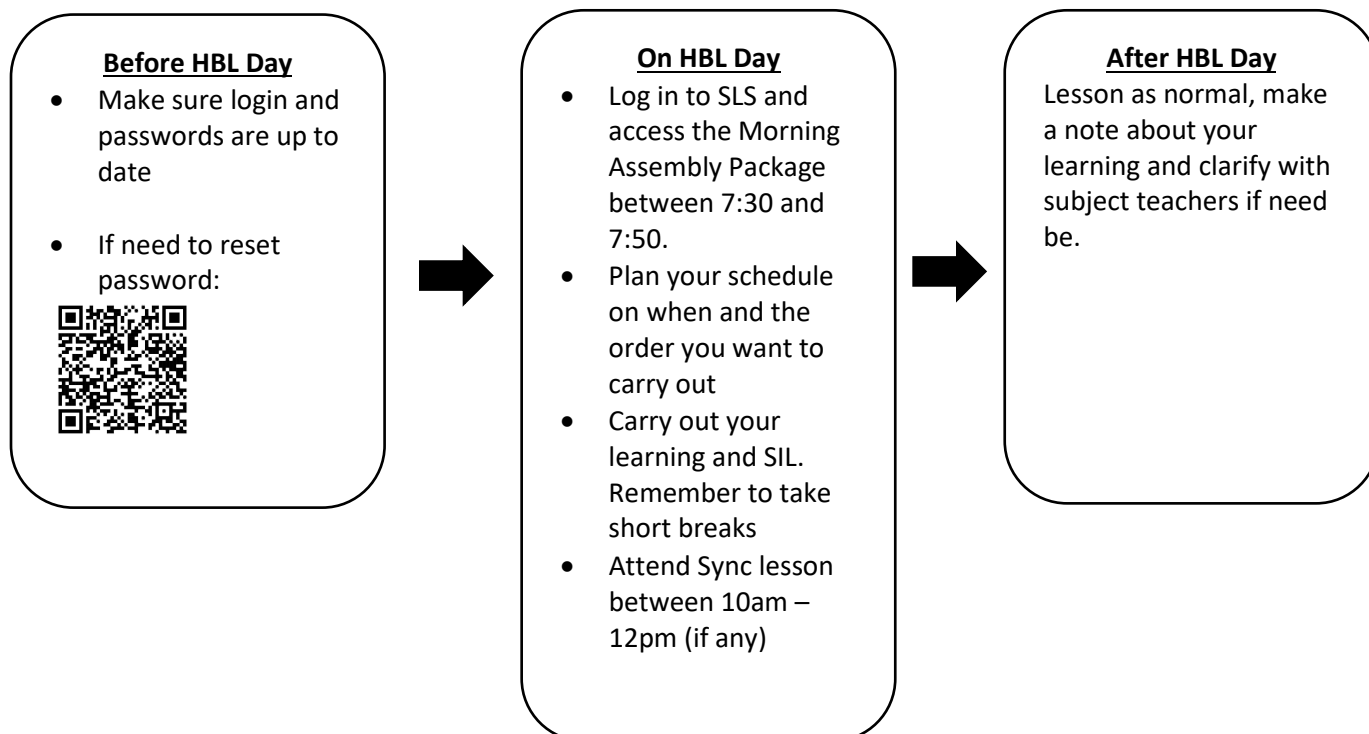 Before HBL Day
• Make sure login and
passwords are up to
date
• If need to reset
password:
On HBL Day
• Log in to SLS and
access the Morning
Assembly Package
between 7:30 and
7:50.
• Plan your schedule
on when and the
order you want to
carry out
• Carry out your
learning and SIL.
Remember to take
short breaks
• Attend Sync lesson
between 10am –
12pm (if any)
After HBL Day
Lesson as normal, make
a note about your
learning and clarify with
subject teachers if need
be.